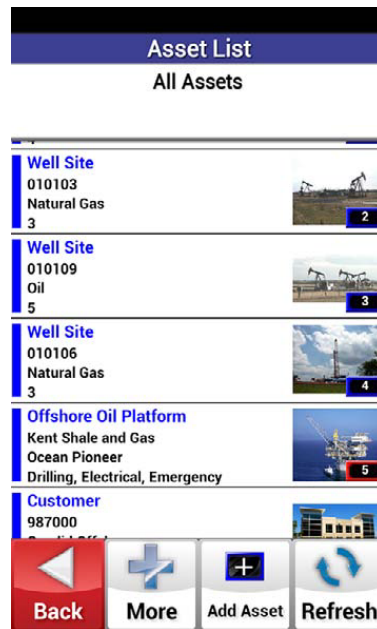 Asset List
All Assets
Well Site
010103
Natural Gas
3
2
Well Site
010109
Oil
5
3
Well Site
010106
Natural Gas
3
4
Offshore Oil Platform
Kent Shale and Gas
Ocean Pioneer
Drilling, Electrical, Emergency
5
Customer
987000
Back
More
Add Asset
Refresh